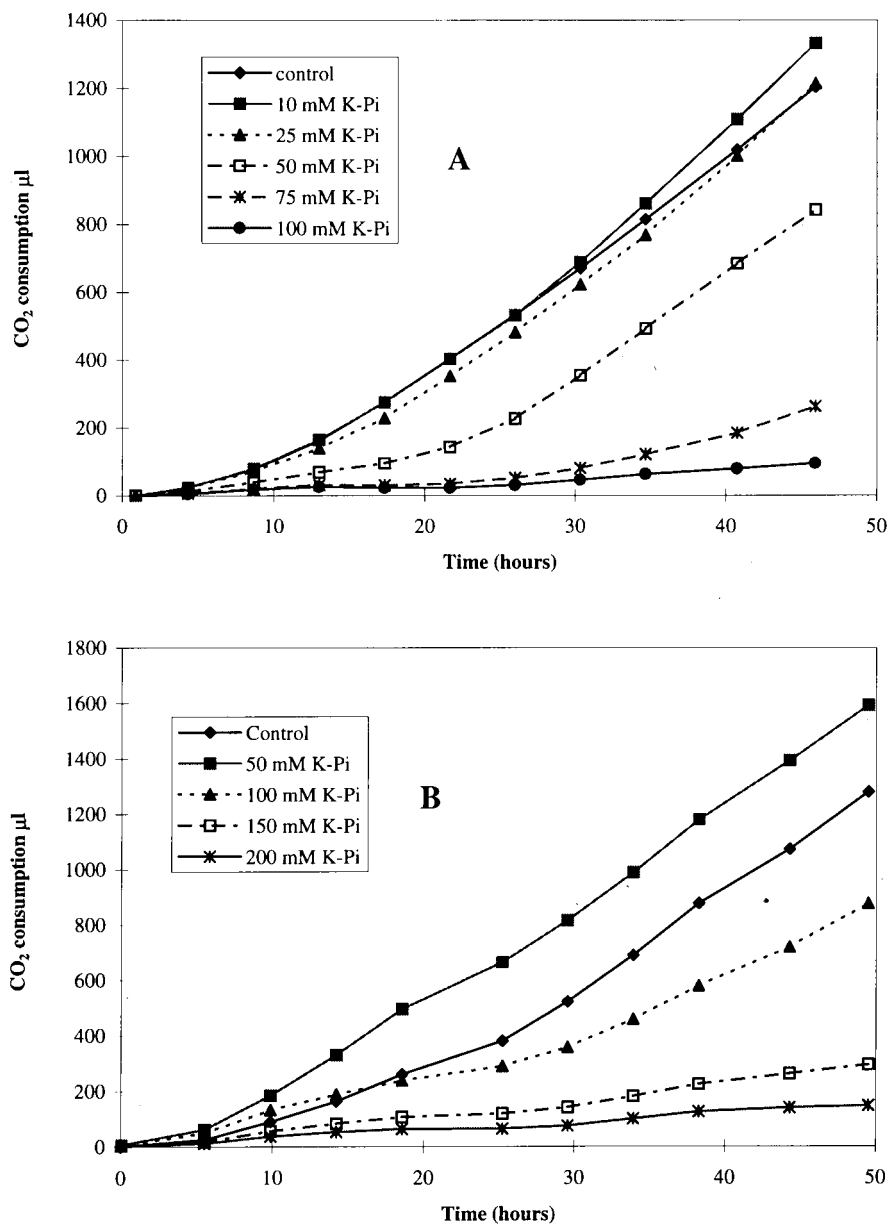 1400
1200
1000
800
600
400
200
0
CO₂ consumption µl
control
10 mM K-Pi
25 mM K-Pi
50 mM K-Pi
75 mM K-Pi
100 mM K-Pi
A
0 10 20 30 40 50
Time (hours)
1800
1600
1400
1200
1000
800
600
400
200
0
CO₂ consumption µl
Control
50 mM K-Pi
100 mM K-Pi
150 mM K-Pi
200 mM K-Pi
B
0 10 20 30 40 50
Time (hours)